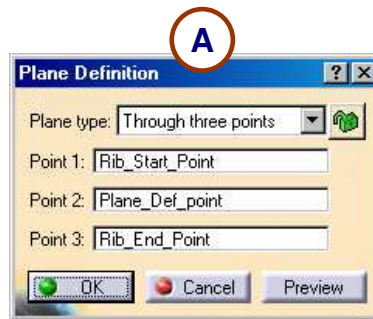 A
Plane Definition ? ×
Plane type: Through three points
Point 1: Rib_Start_Point
Point 2: Plane_Def_point
Point 3: Rib_End_Point
OK Cancel Preview